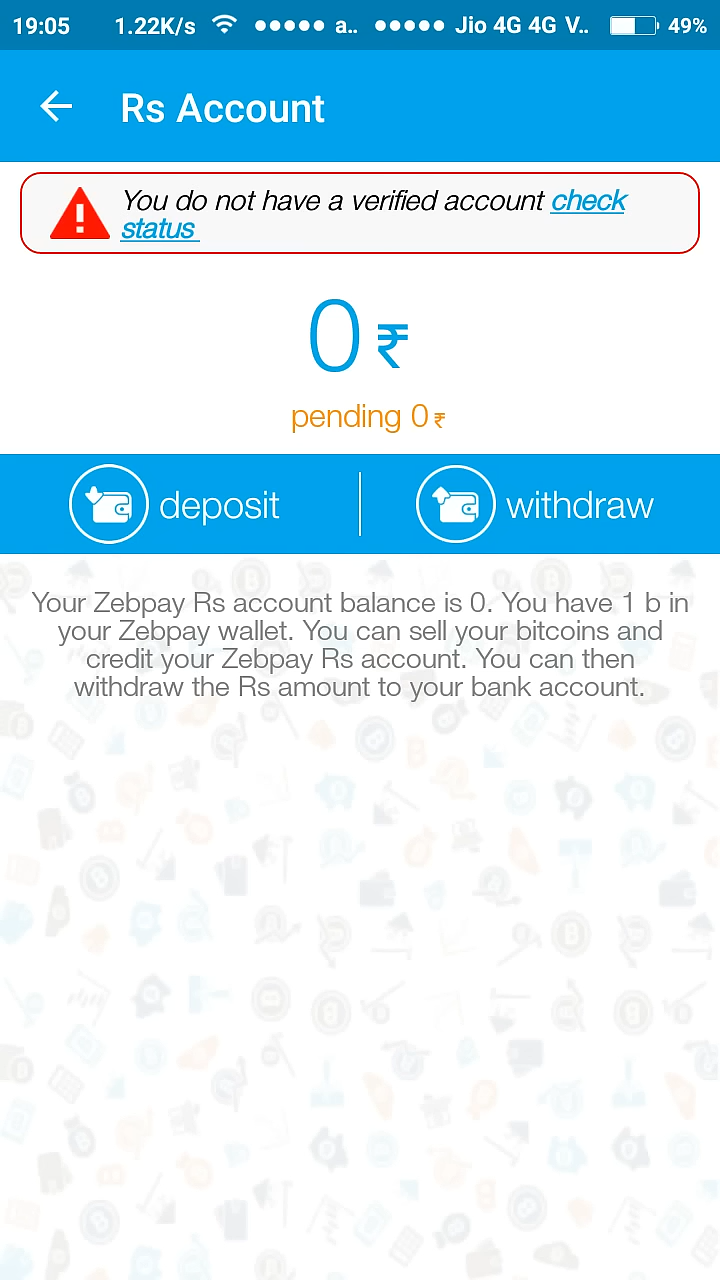 19:05 1.22K/s a.. Jio 4G 4G V.. 49%
Rs Account
You do not have a verified account check
status
0 ₹
pending 0 ₹
deposit withdraw
Your Zebpay Rs account balance is 0. You have 1 b in
your Zebpay wallet. You can sell your bitcoins and
credit your Zebpay Rs account. You can then
withdraw the Rs amount to your bank account.